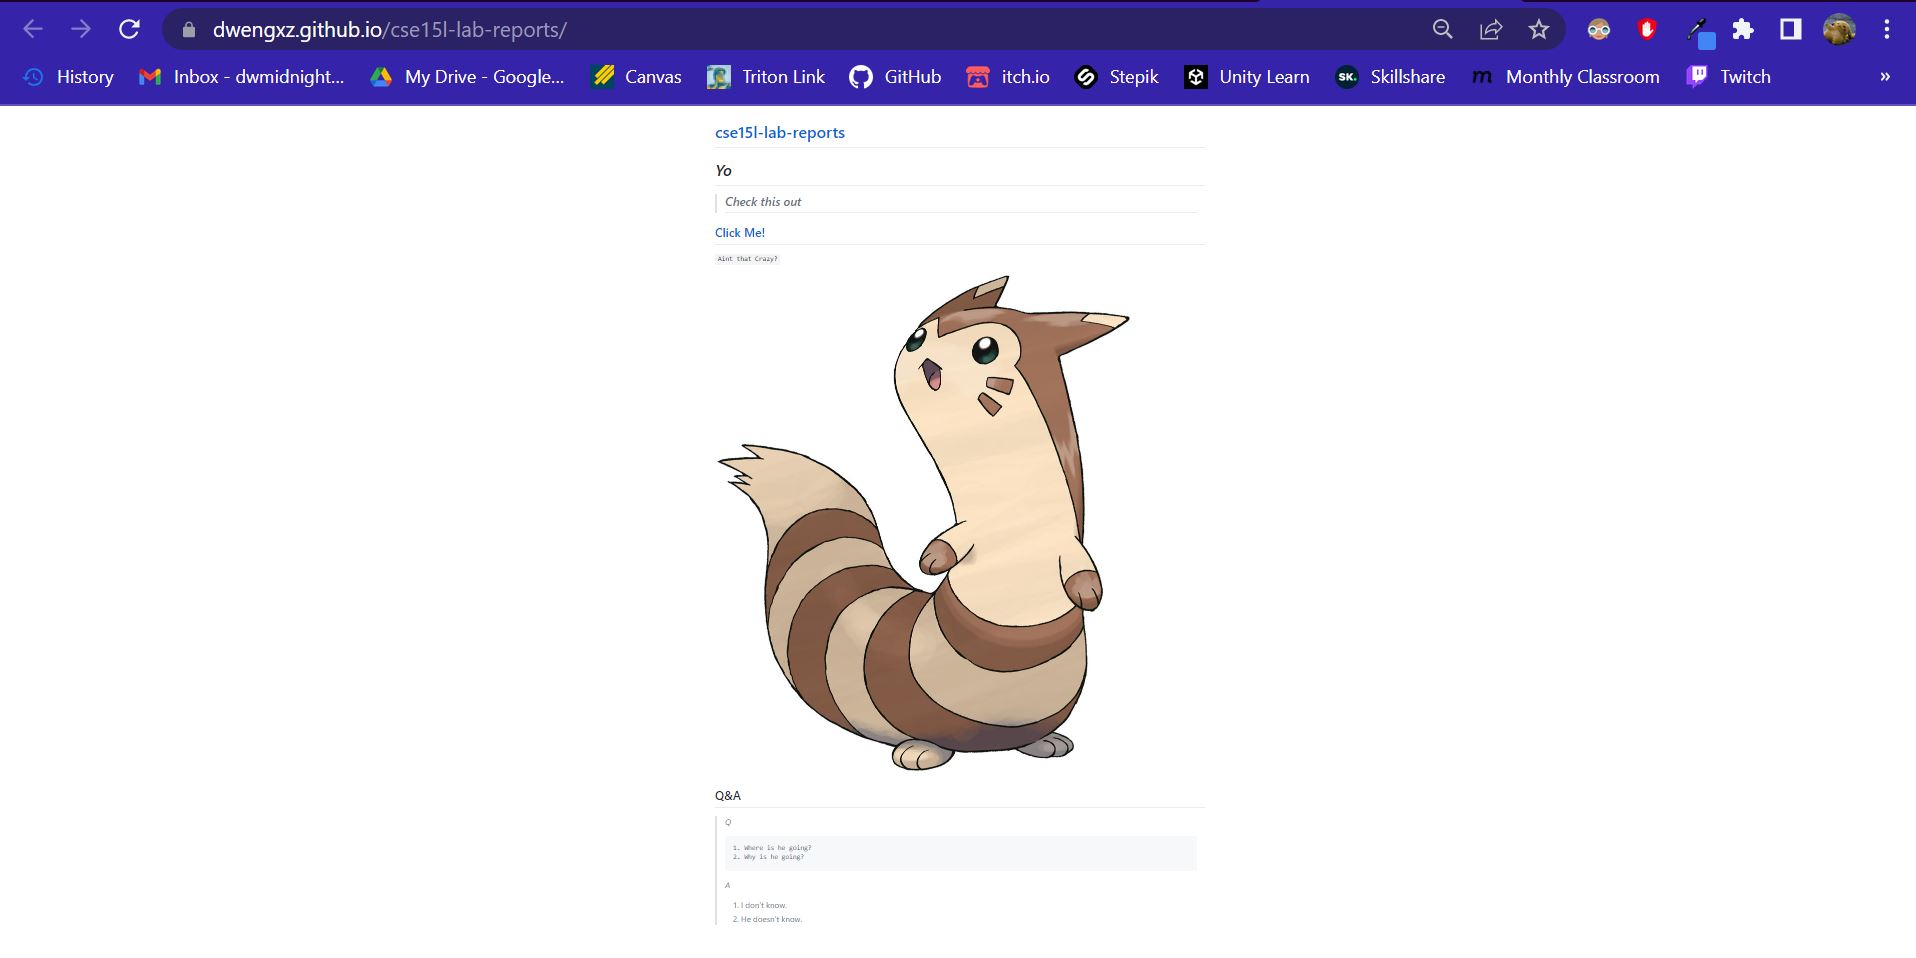 dwengxz.github.io/cse15l-lab-reports/
History Inbox - dwmidnight... My Drive - Google... Canvas Triton Link GitHub itch.io Stepik Unity Learn SK. Skillshare m Monthly Classroom Twitch »
cse15l-lab-reports
Yo
Check this out
Click Me!
Aint that Crazy?
Q&A
Q
1. Where is he going?
2. Why is he going?
A
1. I don't know.
2. He doesn't know.